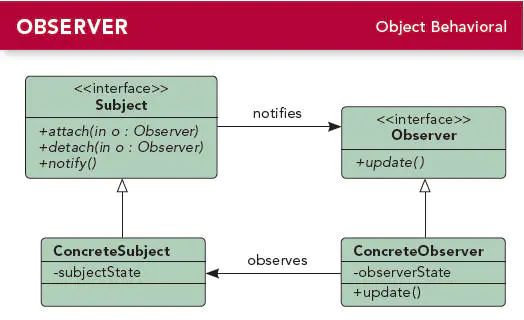 OBSERVER
Object Behavioral
<<interface>>
Subject
+attach(in o : Observer)
+detach(in o : Observer)
+notify()
notifies
<<interface>>
Observer
+update()
ConcreteSubject
-subjectState
observes
ConcreteObserver
-observerState
+update()